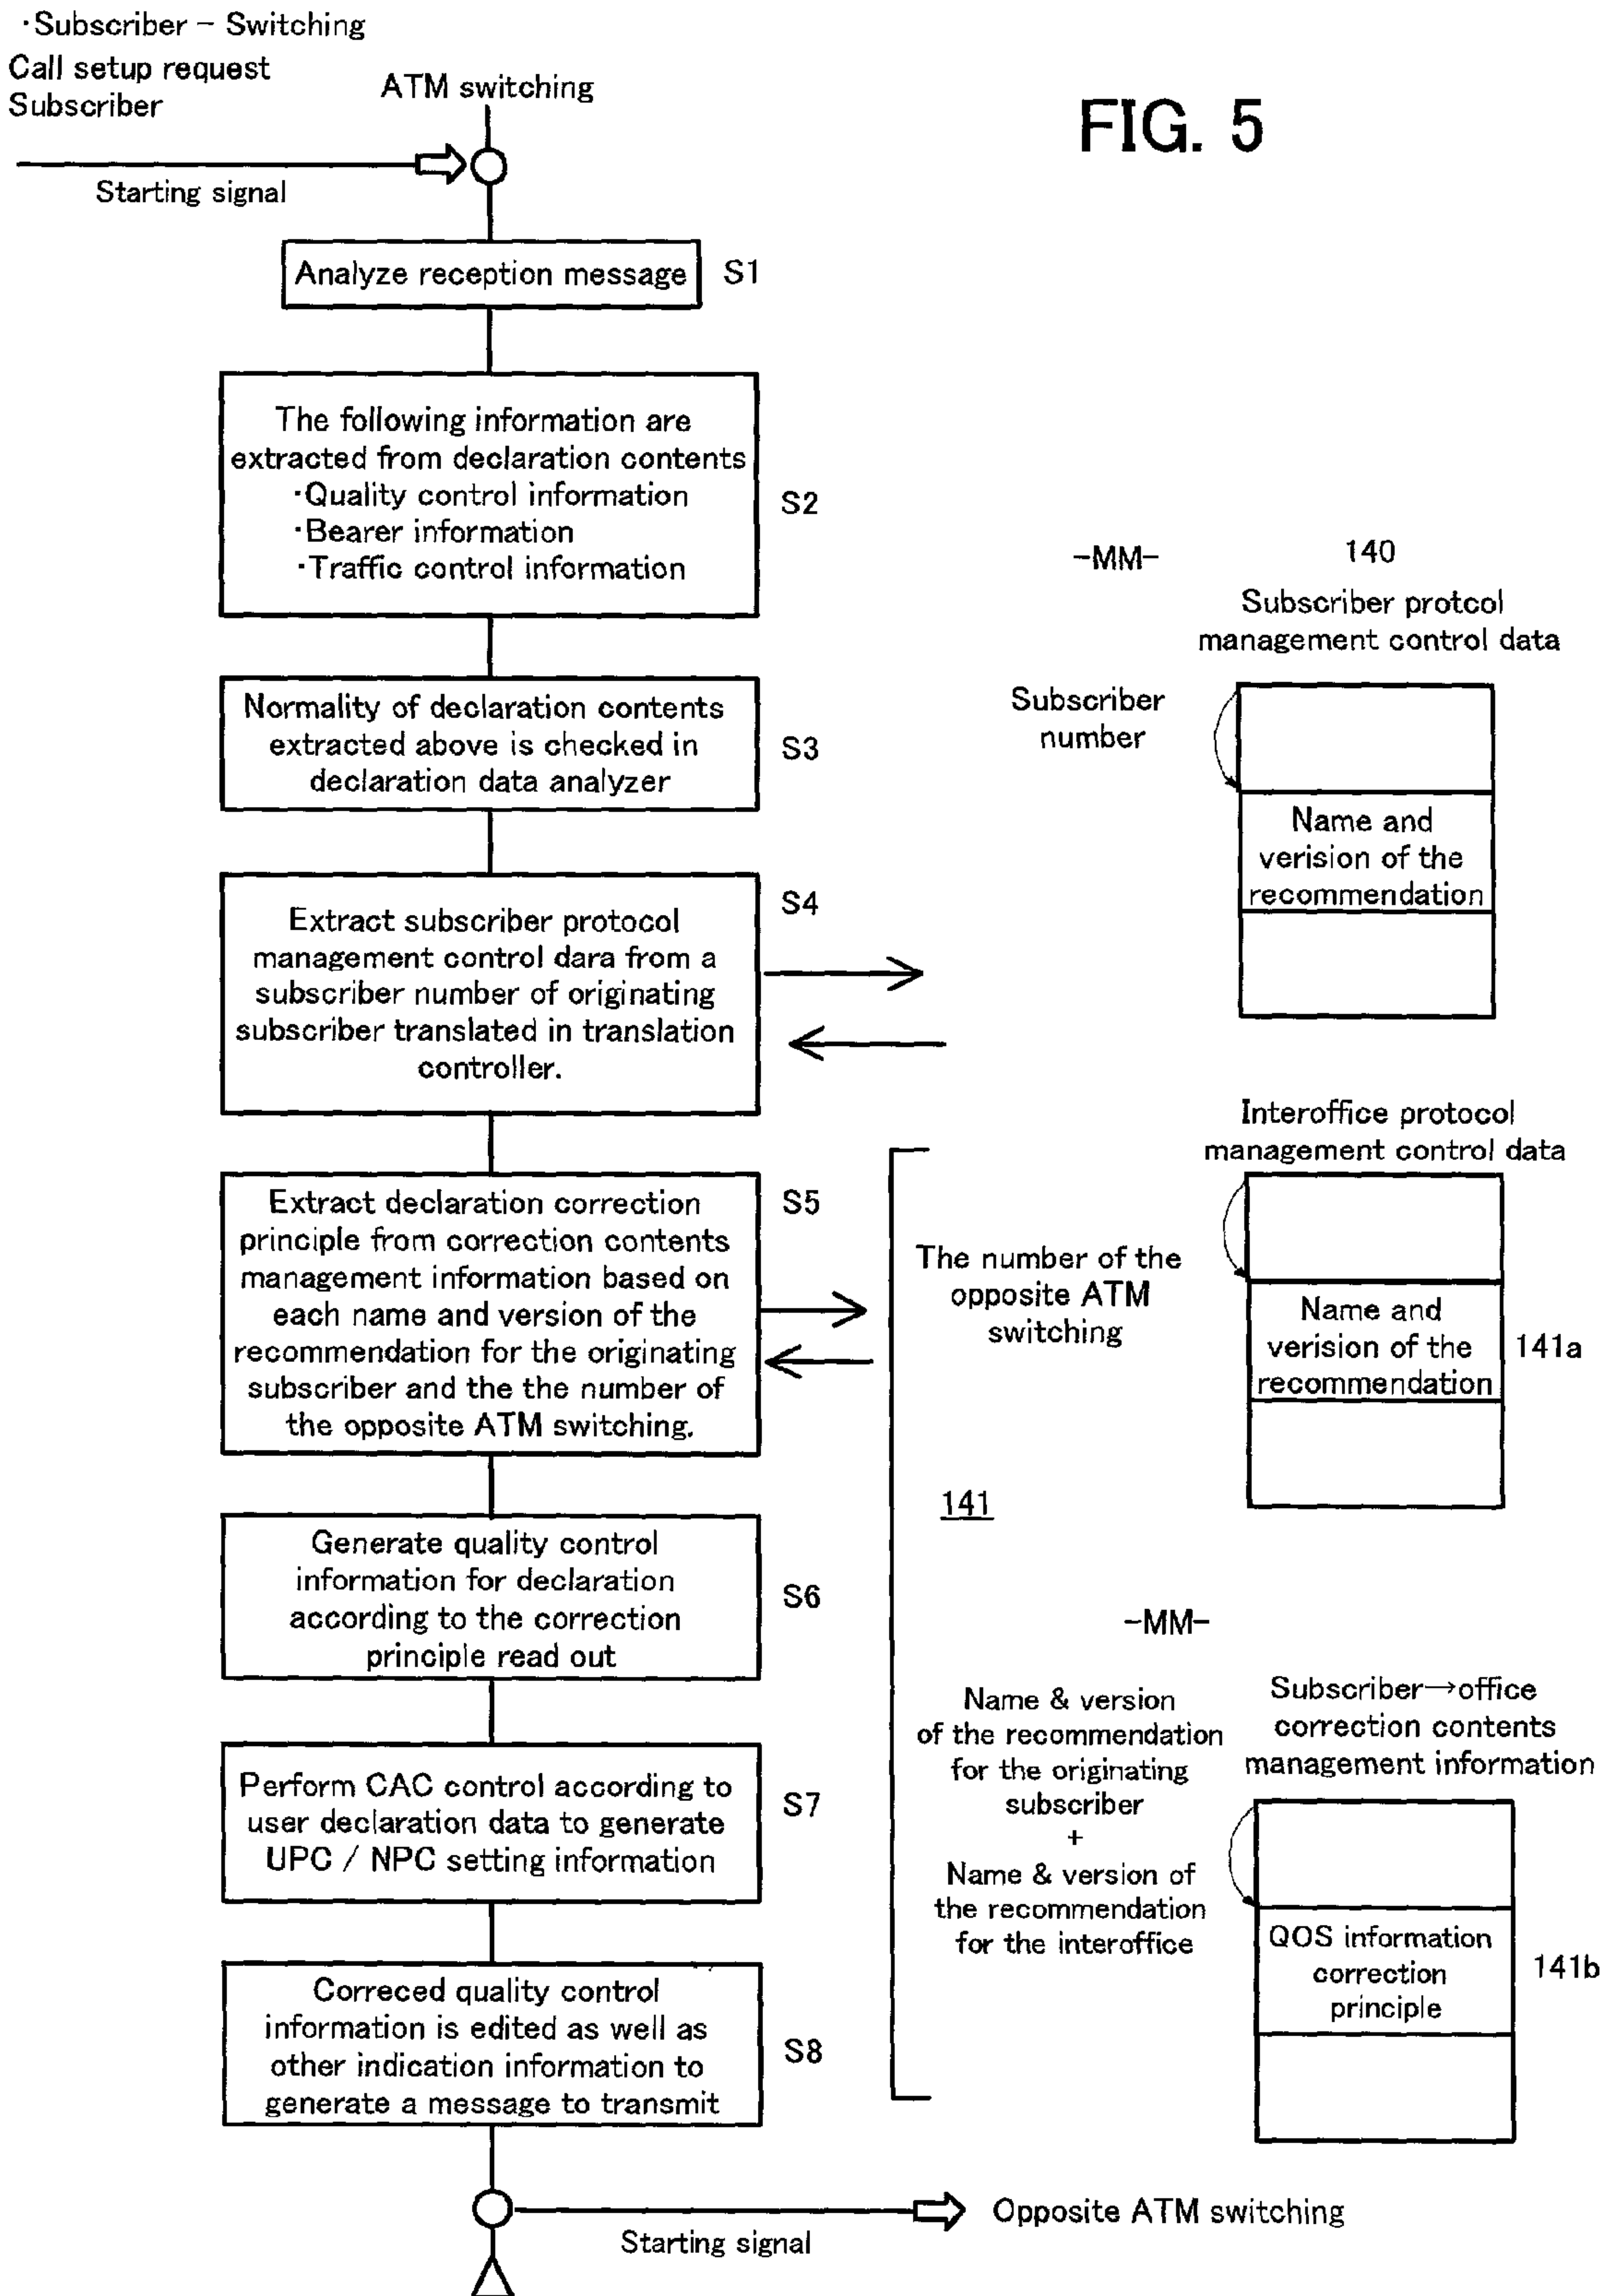 ·Subscriber – Switching
Call setup request
Subscriber
ATM switching
FIG. 5
Starting signal
Analyze reception message
S1
The following information are
extracted from declaration contents
·Quality control information
·Bearer information
·Traffic control information
S2
Normality of declaration contents
extracted above is checked in
declaration data analyzer
S3
Extract subscriber protocol
management control dara from a
subscriber number of originating
subscriber translated in translation
controller.
S4
-MM-
140
Subscriber protcol
management control data
Subscriber
number
Name and
verision of the
recommendation
Extract declaration correction
principle from correction contents
management information based on
each name and version of the
recommendation for the originating
subscriber and the the number of
the opposite ATM switching.
S5
Interoffice protocol
management control data
The number of the
opposite ATM
switching
Name and
verision of the
recommendation
141a
141
Generate quality control
information for declaration
according to the correction
principle read out
S6
-MM-
Name & version
of the recommendation
for the originating
subscriber
+
Name & version of
the recommendation
for the interoffice
Subscriber→office
correction contents
management information
QOS information
correction
principle
141b
Perform CAC control according to
user declaration data to generate
UPC / NPC setting information
S7
Correced quality control
information is edited as well as
other indication information to
generate a message to transmit
S8
Opposite ATM switching
Starting signal